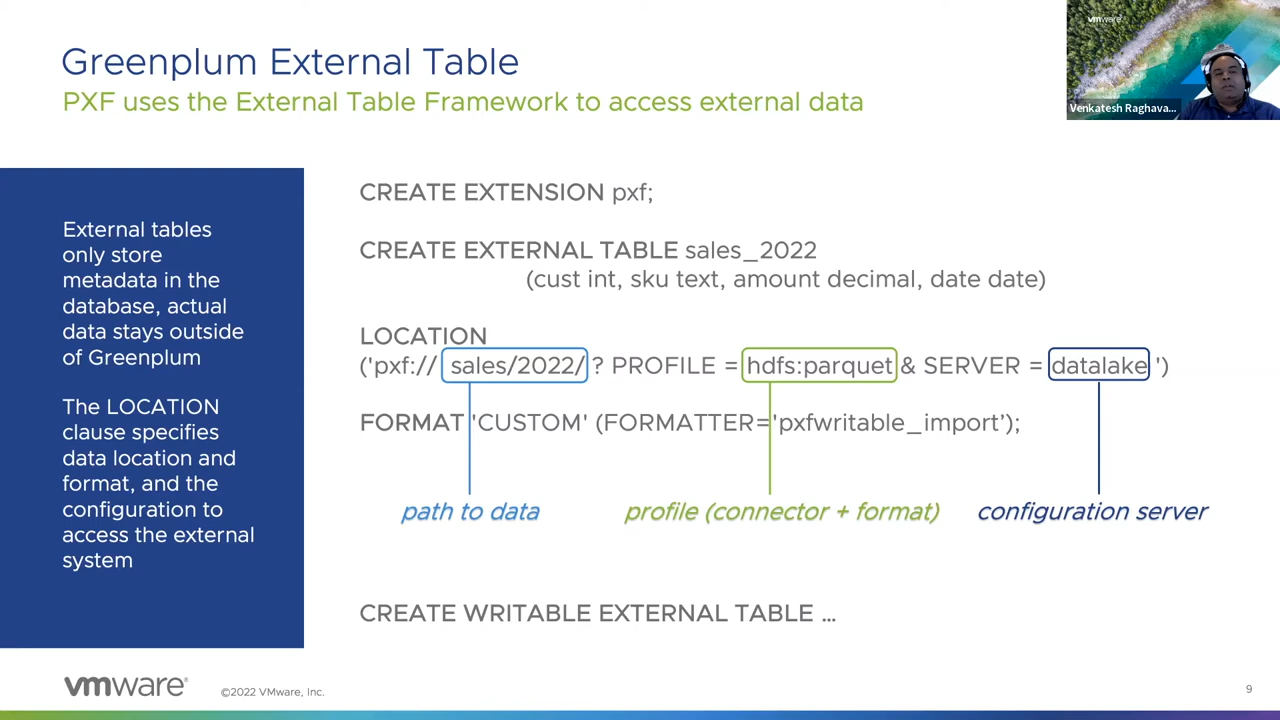 Greenplum External Table
PXF uses the External Table Framework to access external data
vmware
Venkatesh Raghava...
External tables
only store
metadata in the
database, actual
data stays outside
of Greenplum
The LOCATION
clause specifies
data location and
format, and the
configuration to
access the external
system
CREATE EXTENSION pxf;
CREATE EXTERNAL TABLE sales_2022
(cust int, sku text, amount decimal, date date)
LOCATION
('pxf:// sales/2022/ ? PROFILE = hdfs:parquet & SERVER = datalake ')
FORMAT 'CUSTOM' (FORMATTER='pxfwritable_import’);
path to data
profile (connector + format)
configuration server
CREATE WRITABLE EXTERNAL TABLE …
vmware®
©2022 VMware, Inc.
9